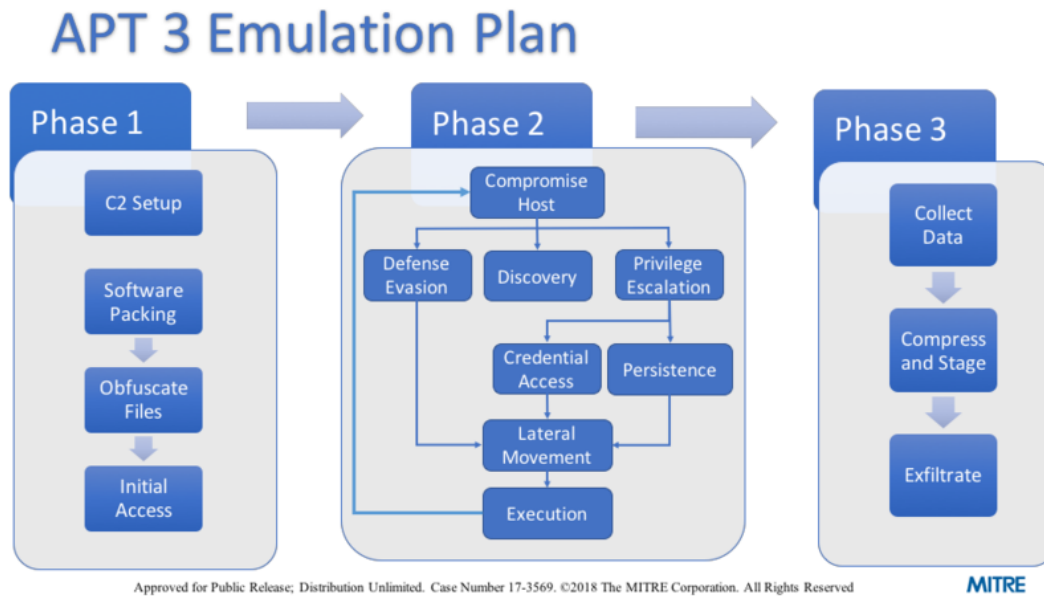 APT 3 Emulation Plan
Phase 1
C2 Setup
Software
Packing
Obfuscate
Files
Initial
Access
Phase 2
Compromise
Host
Defense
Evasion
Discovery
Privilege
Escalation
Credential
Access
Persistence
Lateral
Movement
Execution
Phase 3
Collect
Data
Compress
and Stage
Exfiltrate
Approved for Public Release; Distribution Unlimited. Case Number 17-3569. ©2018 The MITRE Corporation. All Rights Reserved
MITRE